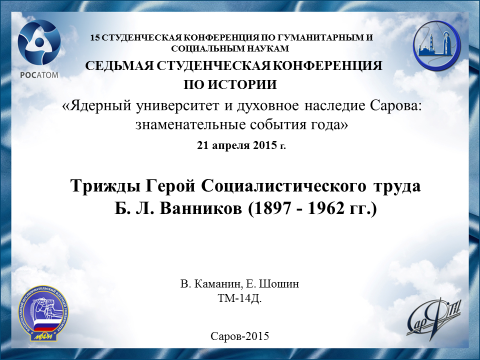 15 СТУДЕНЧЕСКАЯ КОНФЕРЕНЦИЯ ПО ГУМАНИТАРНЫМ И
СОЦИАЛЬНЫМ НАУКАМ
СЕДЬМАЯ СТУДЕНЧЕСКАЯ КОНФЕРЕНЦИЯ
ПО ИСТОРИИ
РОСАТОМ
«Ядерный университет и духовное наследие Сарова:
знаменательные события года»
21 апреля 2015 г.
Трижды Герой Социалистического труда
Б. Л. Ванников (1897 - 1962 гг.)
В. Каманин, Е. Шошин
ТМ-14Д.
Саров-2015